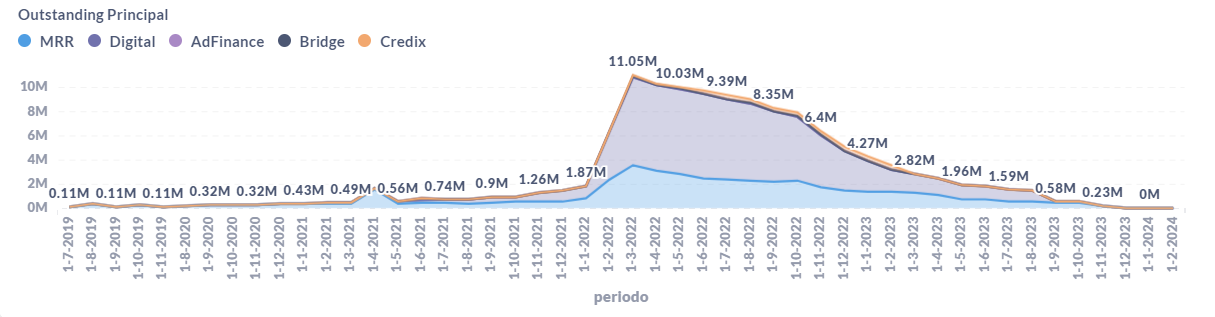 Outstanding Principal
MRR Digital AdFinance Bridge Credix
11.05M 10.03M 9.39M 8.35M 6.4M 4.27M 2.82M 1.96M 1.59M 0.58M 0.23M 0M
0.11M 0.11M 0.11M 0.32M 0.32M 0.43M 0.49M 0.56M 0.74M 0.9M 1.26M 1.87M
10M
8M
6M
4M
2M
0M
1-7-2019 1-8-2019 1-9-2019 1-10-2019 1-11-2019 1-8-2020 1-9-2020 1-10-2020 1-11-2020 1-12-2020 1-1-2021 1-2-2021 1-3-2021 1-4-2021 1-5-2021 1-6-2021 1-7-2021 1-8-2021 1-9-2021 1-10-2021 1-11-2021 1-12-2021 1-1-2022 1-2-2022 1-3-2022 1-4-2022 1-5-2022 1-6-2022 1-7-2022 1-8-2022 1-9-2022 1-10-2022 1-11-2022 1-12-2022 1-1-2023 1-2-2023 1-3-2023 1-4-2023 1-5-2023 1-6-2023 1-7-2023 1-8-2023 1-9-2023 1-10-2023 1-11-2023 1-12-2023 1-1-2024 1-2-2024
periodo